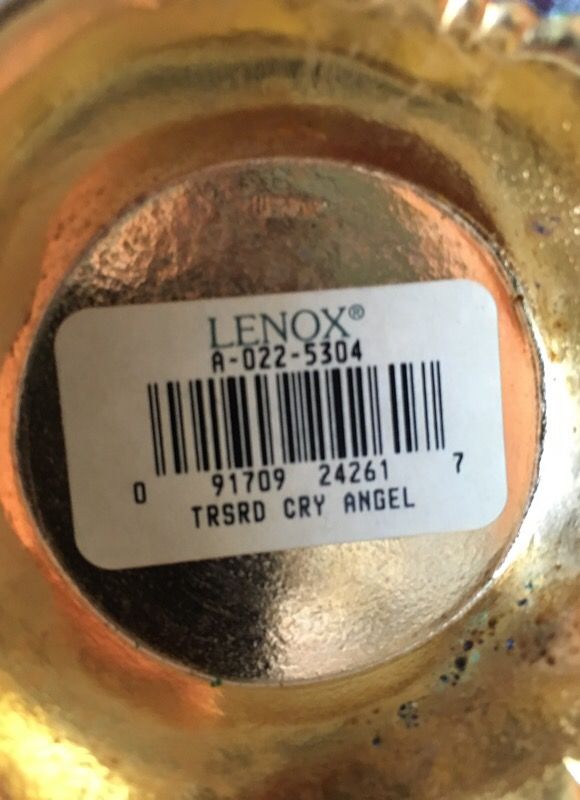 LENOX®
A-022-5304
0 91709 24261 7
TRSRD CRY ANGEL